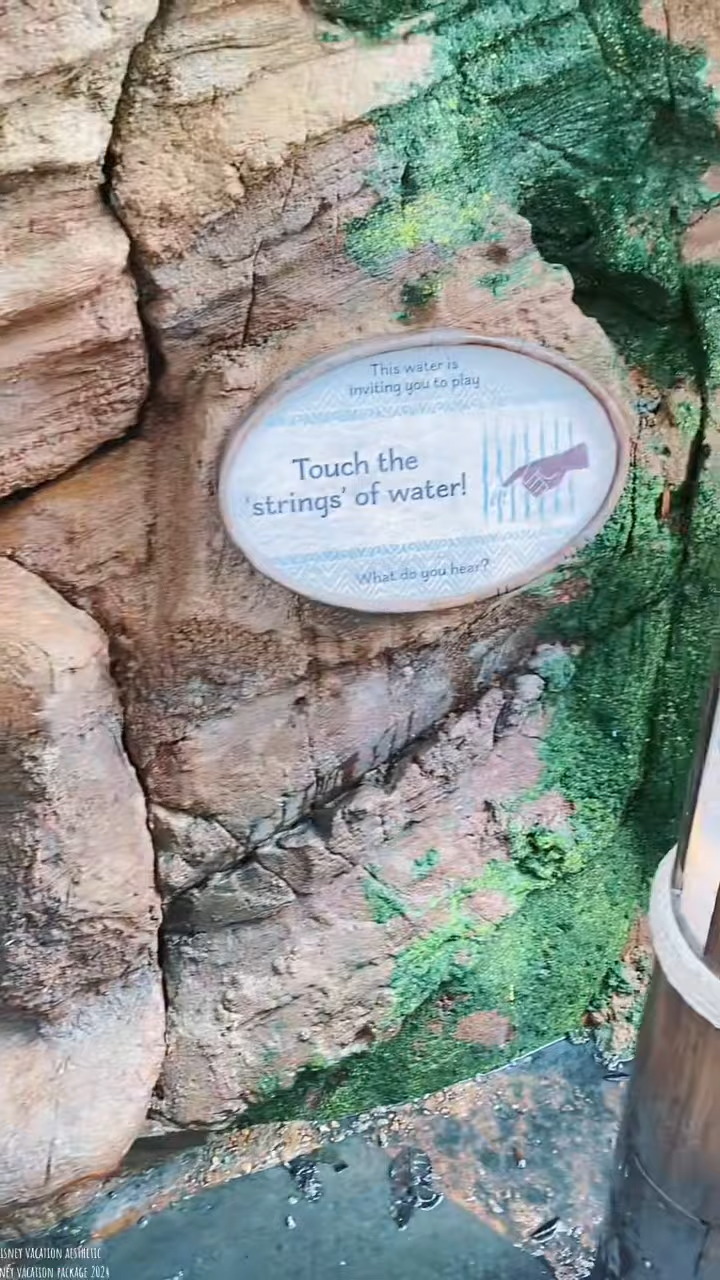 This water is
inviting you to play
Touch the
'strings' of water!
What do you hear?
ISNEY VACATION AESTHETIC
NEY VACATION PACKAGE 2024